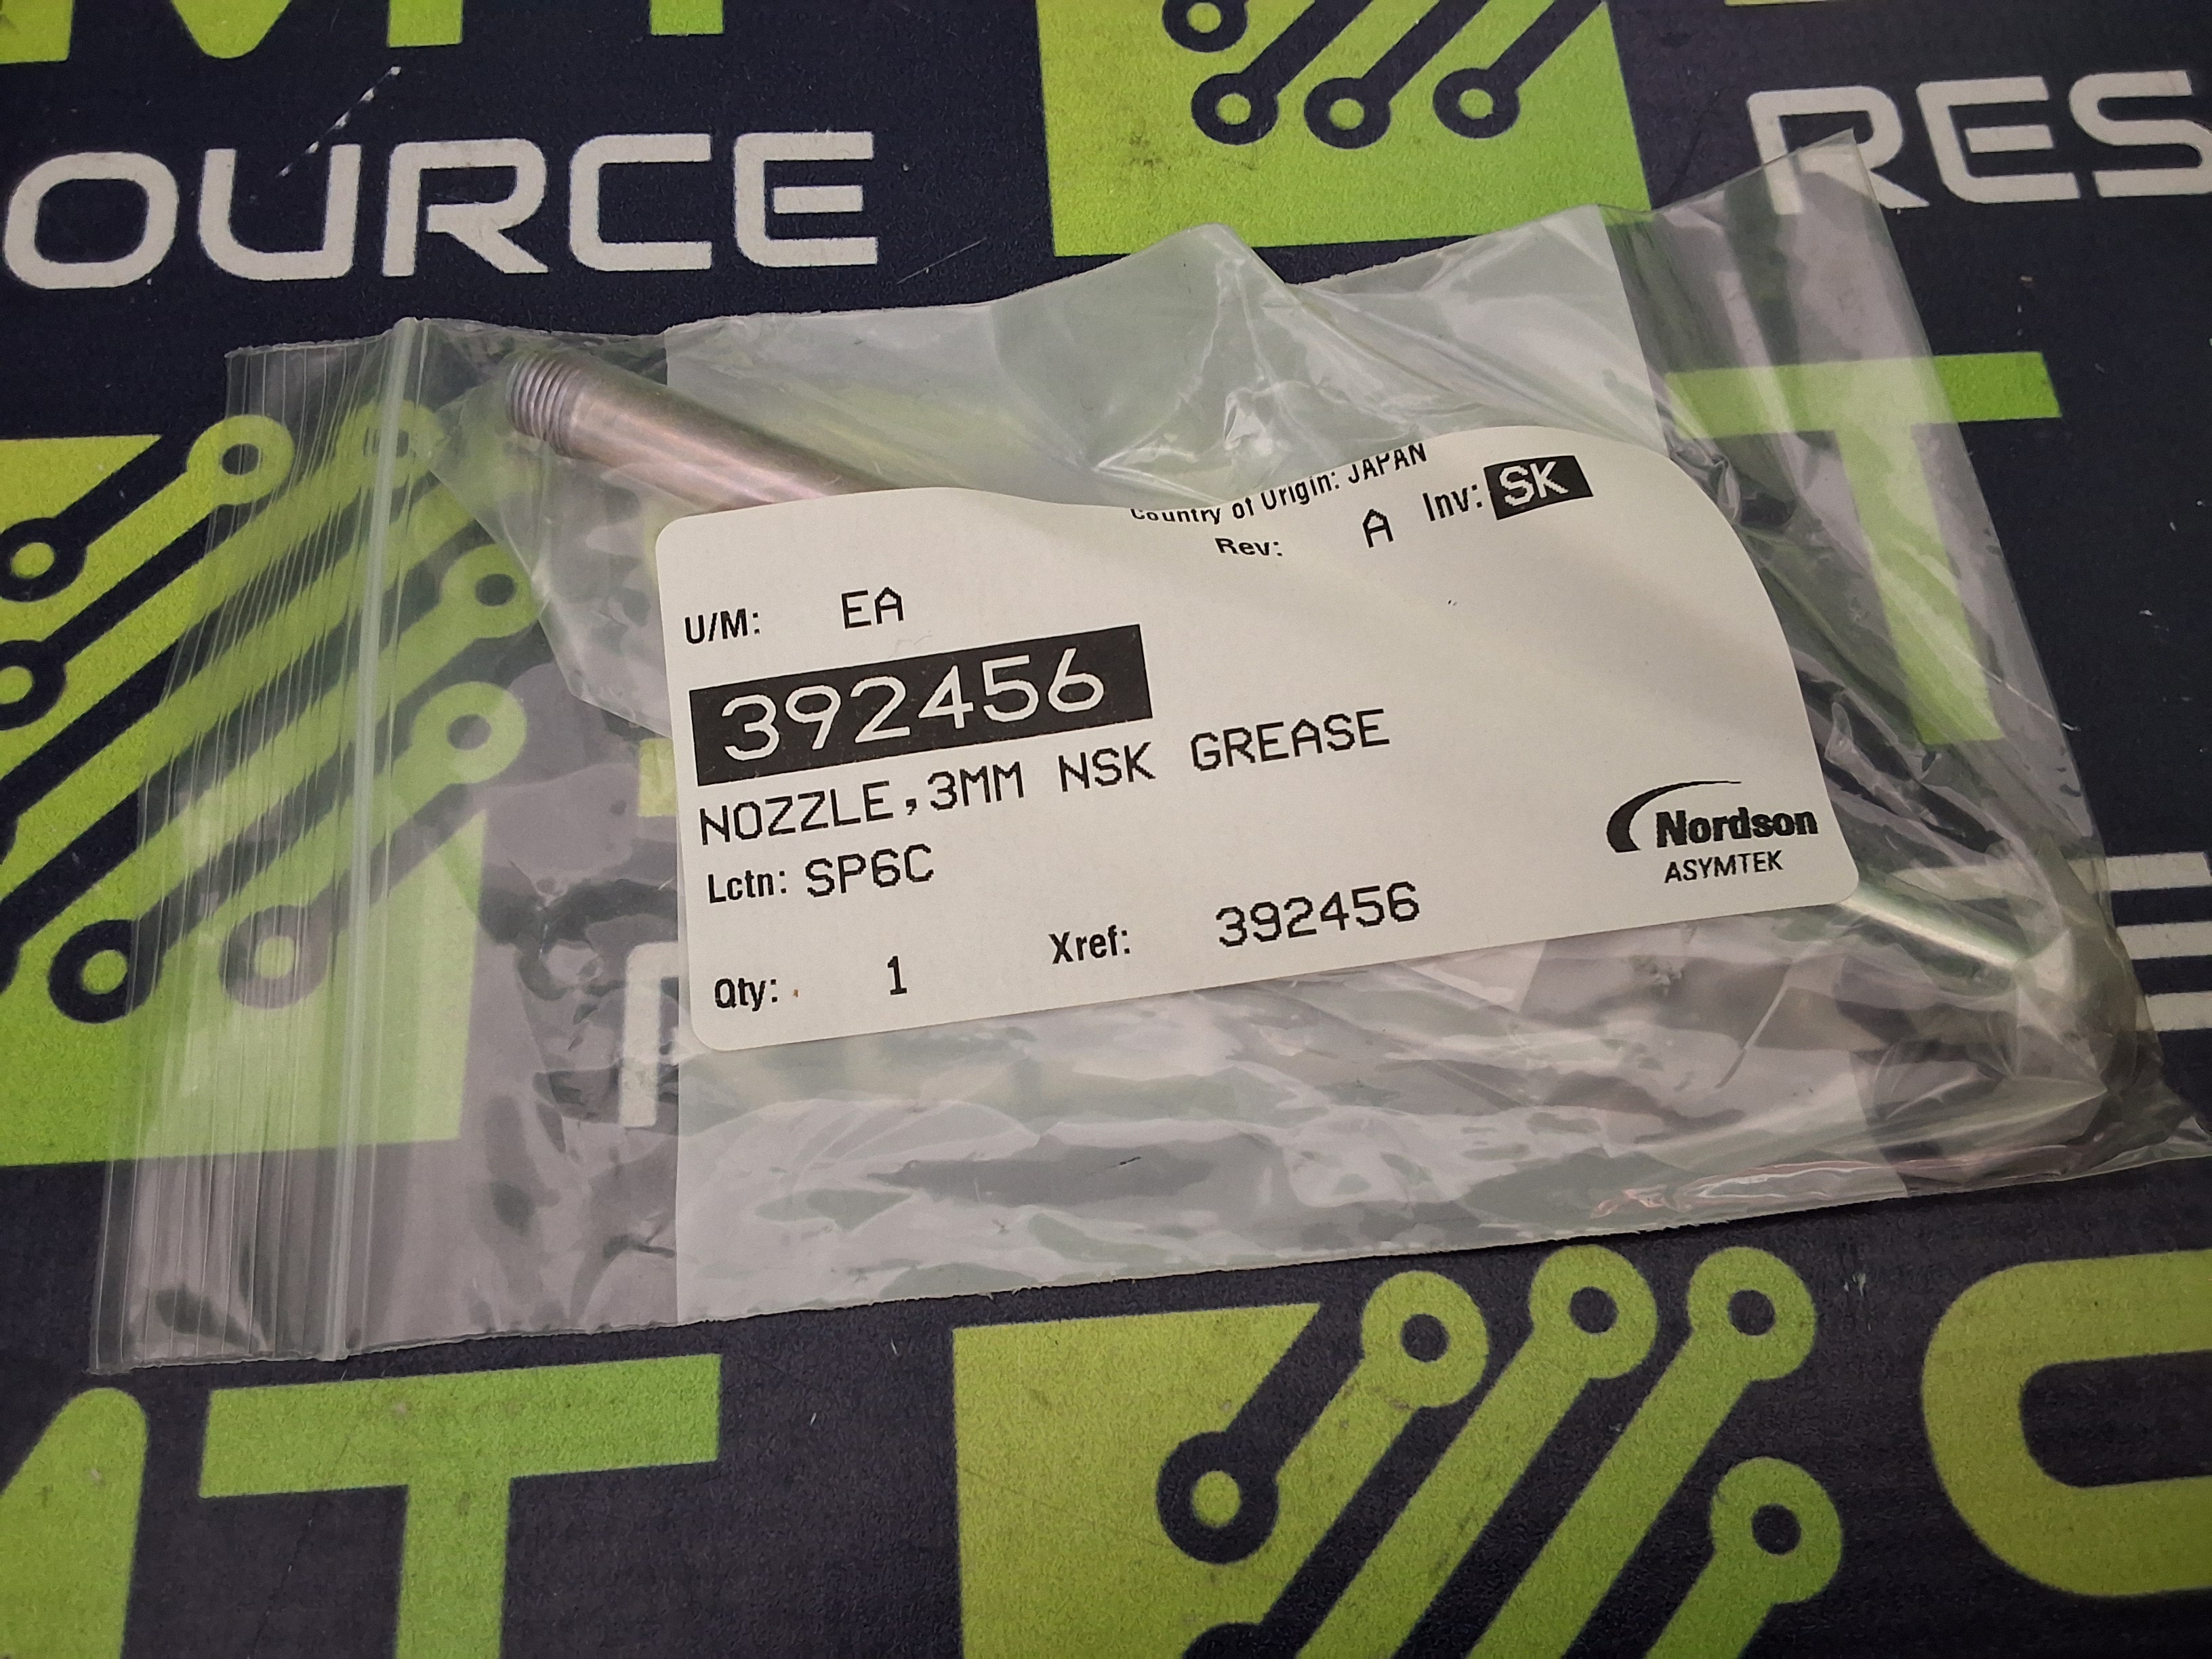 OURCE
RES
Country of Origin: JAPAN
Rev: A Inv: SK
U/M: EA
392456
NOZZLE,3MM NSK GREASE
Lctn: SP6C
Nordson
ASYMTEK
Qty: 1 Xref: 392456
T
MT